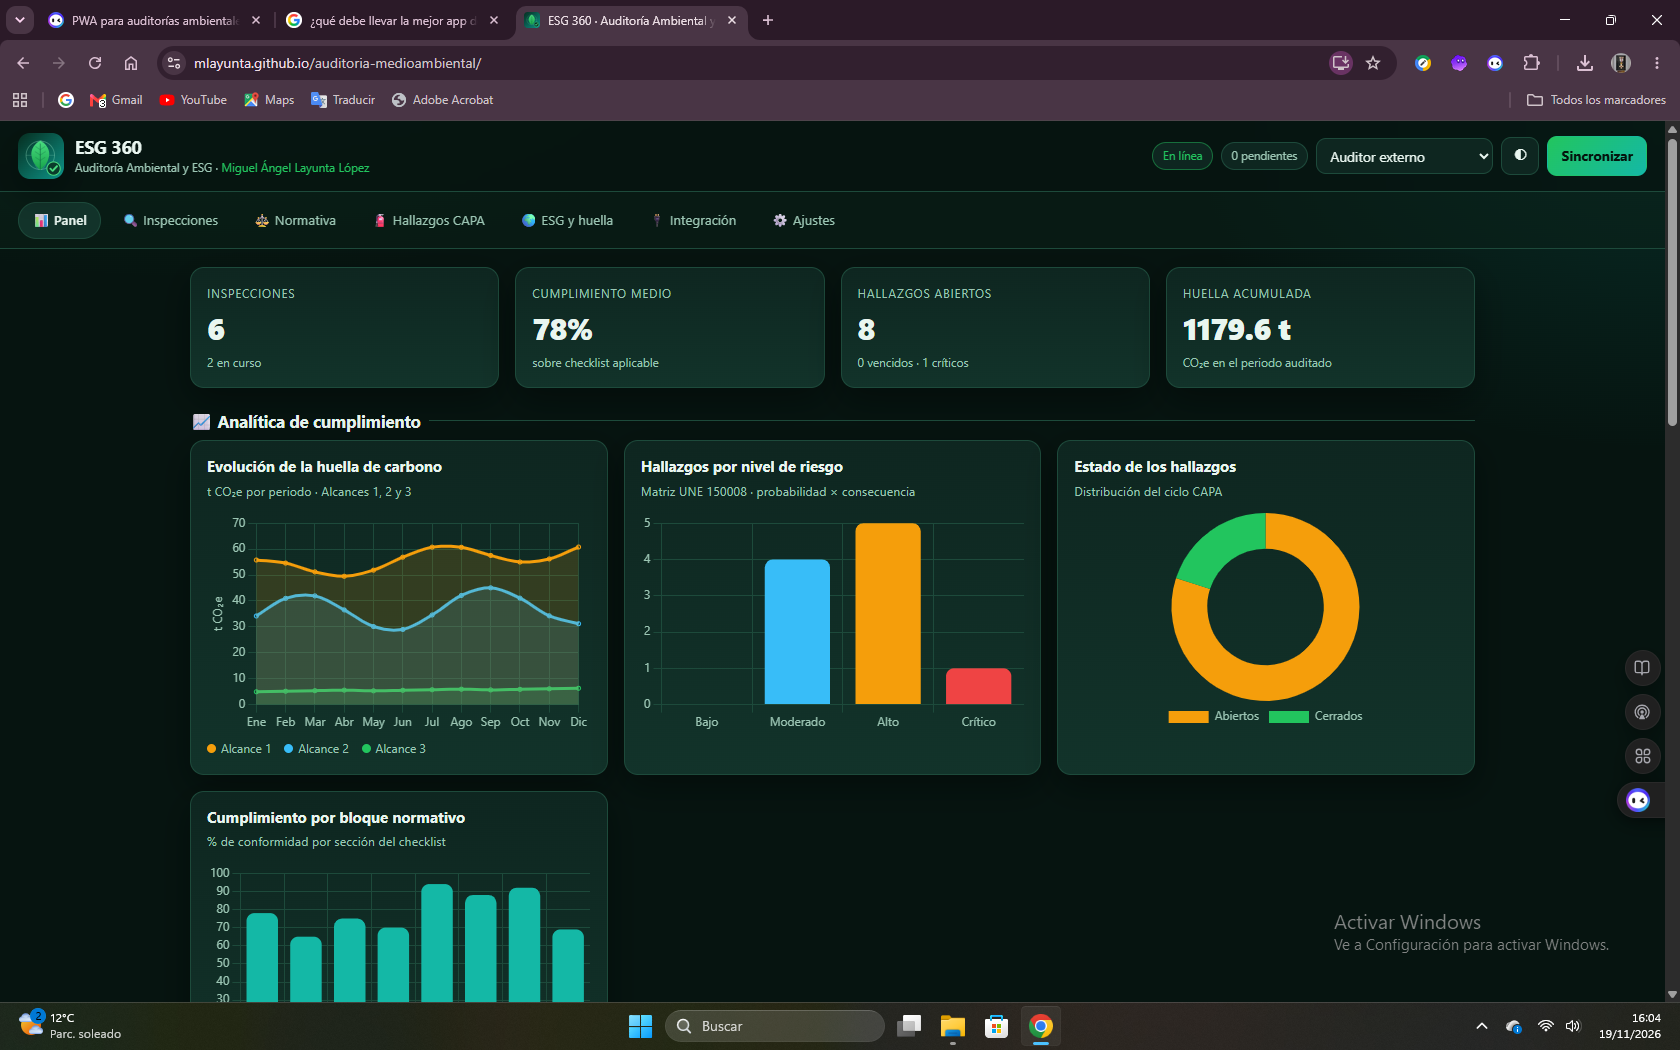 PWA para auditorías ambientale
¿qué debe llevar la mejor app d
ESG 360 · Auditoría Ambiental y
mlayunta.github.io/auditoria-medioambiental/
Gmail
YouTube
Maps
Traducir
Adobe Acrobat
Todos los marcadores
ESG 360
Auditoría Ambiental y ESG · Miguel Ángel Layunta López
En línea
0 pendientes
Auditor externo
Sincronizar
Panel
Inspecciones
Normativa
Hallazgos CAPA
ESG y huella
Integración
Ajustes
INSPECCIONES
6
2 en curso
CUMPLIMIENTO MEDIO
78%
sobre checklist aplicable
HALLAZGOS ABIERTOS
8
0 vencidos · 1 críticos
HUELLA ACUMULADA
1179.6 t
CO₂e en el periodo auditado
Analítica de cumplimiento
Evolución de la huella de carbono
t CO₂e por periodo · Alcances 1, 2 y 3
70
60
50
40
30
20
10
0
t CO₂e
Ene Feb Mar Abr May Jun Jul Ago Sep Oct Nov Dic
Alcance 1 Alcance 2 Alcance 3
Hallazgos por nivel de riesgo
Matriz UNE 150008 · probabilidad × consecuencia
5
4
3
2
1
0
Bajo Moderado Alto Crítico
Estado de los hallazgos
Distribución del ciclo CAPA
Abiertos Cerrados
Cumplimiento por bloque normativo
% de conformidad por sección del checklist
100
90
80
70
60
50
40
30
Activar Windows
Ve a Configuración para activar Windows.
2
12°C
Parc. soleado
Buscar
16:04
19/11/2026